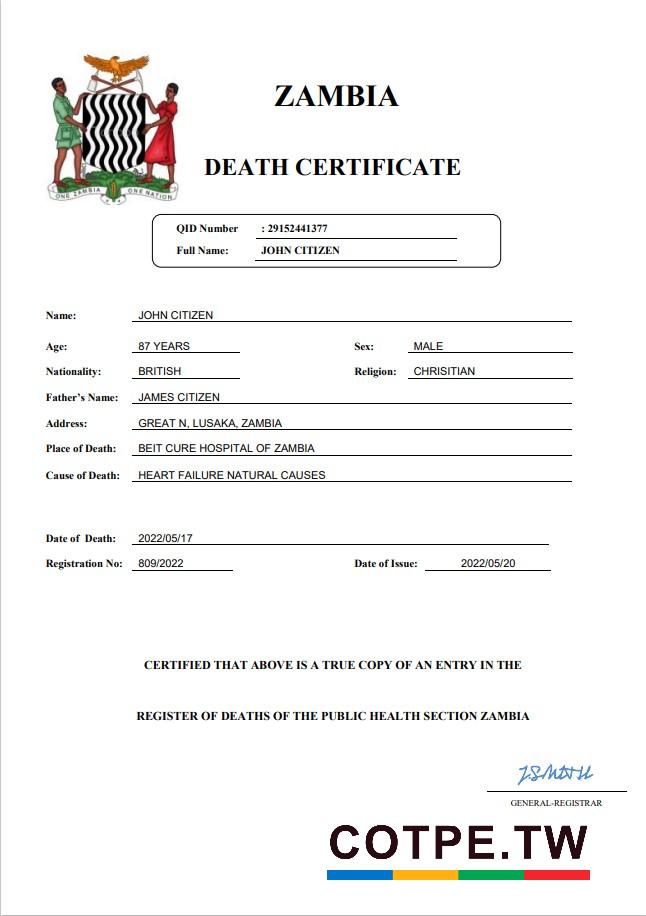 ZAMBIA
DEATH CERTIFICATE
ONE ZAMBIA ONE NATION
QID Number : 29152441377
Full Name: JOHN CITIZEN
Name: JOHN CITIZEN
Age: 87 YEARS Sex: MALE
Nationality: BRITISH Religion: CHRISITIAN
Father's Name: JAMES CITIZEN
Address: GREAT N, LUSAKA, ZAMBIA
Place of Death: BEIT CURE HOSPITAL OF ZAMBIA
Cause of Death: HEART FAILURE NATURAL CAUSES
Date of Death: 2022/05/17
Registration No: 809/2022 Date of Issue: 2022/05/20
CERTIFIED THAT ABOVE IS A TRUE COPY OF AN ENTRY IN THE
REGISTER OF DEATHS OF THE PUBLIC HEALTH SECTION ZAMBIA
GENERAL-REGISTRAR
COTPE.TW